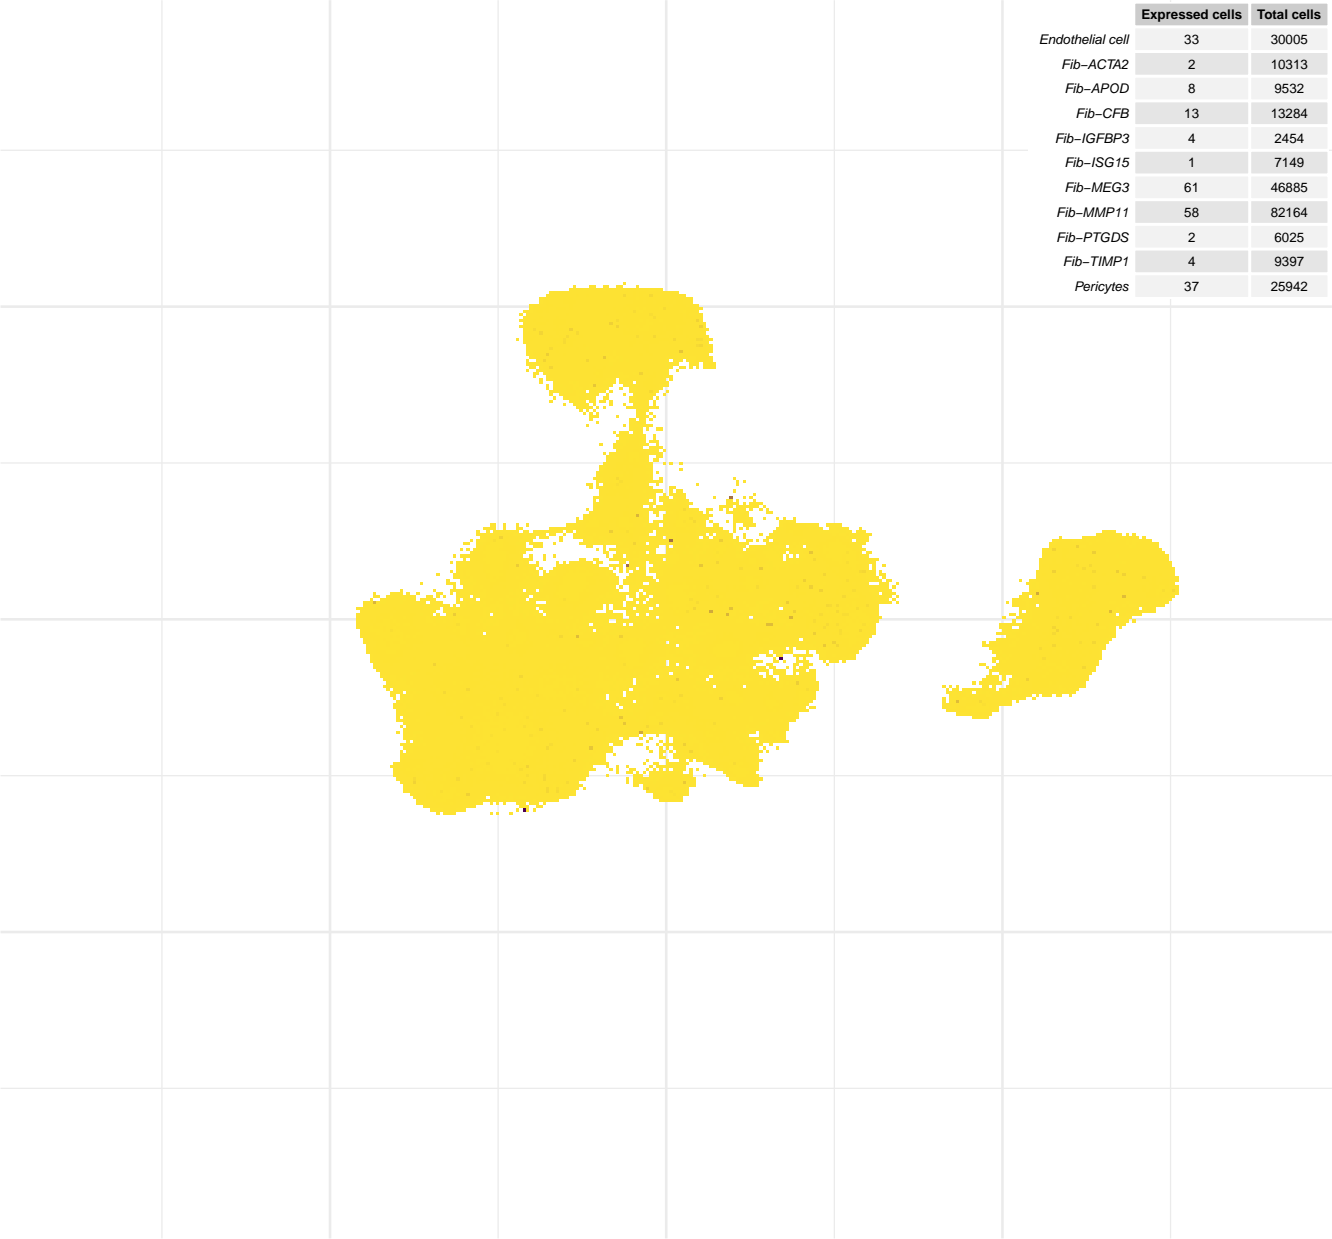 Expressed cells Total cells
Endothelial cell 33 30005
Fib−ACTA2 2 10313
Fib−APOD 8 9532
Fib−CFB 13 13284
Fib−IGFBP3 4 2454
Fib−ISG15 1 7149
Fib−MEG3 61 46885
Fib−MMP11 58 82164
Fib−PTGDS 2 6025
Fib−TIMP1 4 9397
Pericytes 37 25942